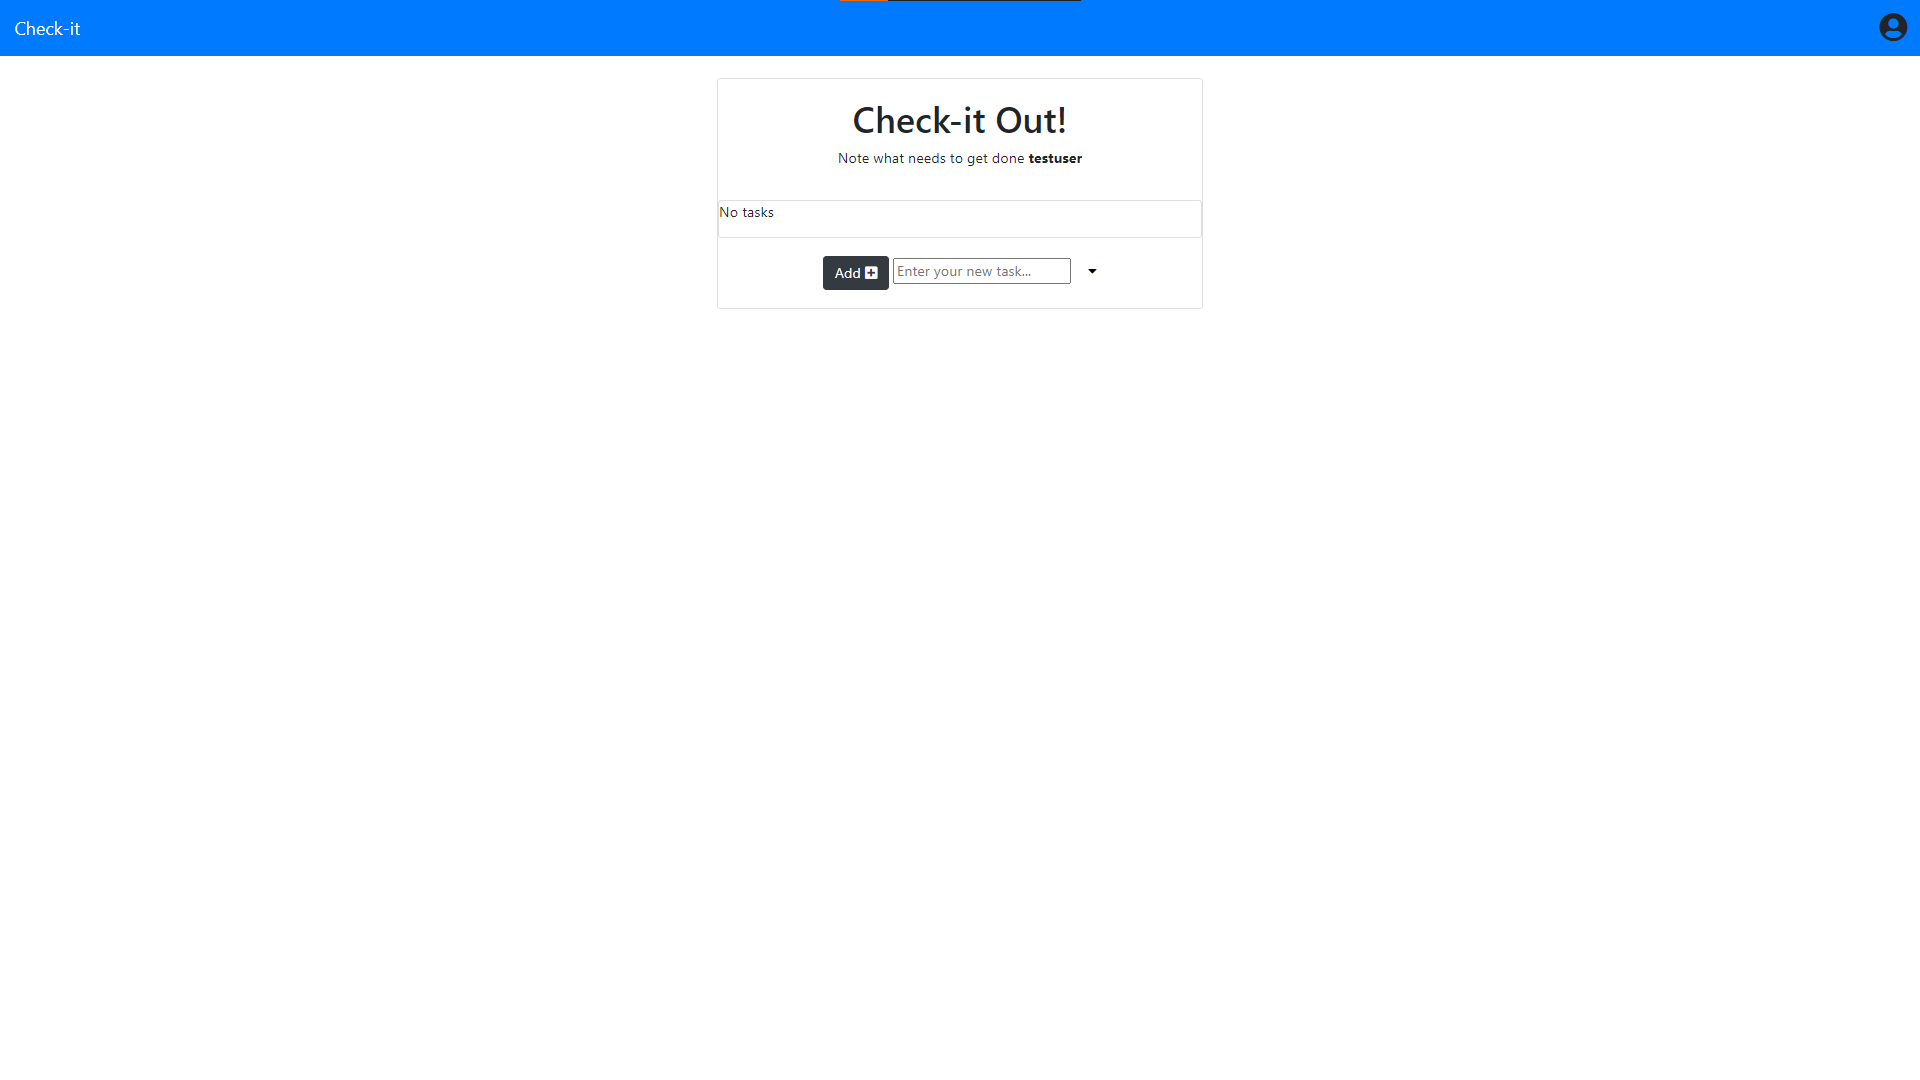 Check-it
Check-it Out!
Note what needs to get done testuser
No tasks
Add
Enter your new task...